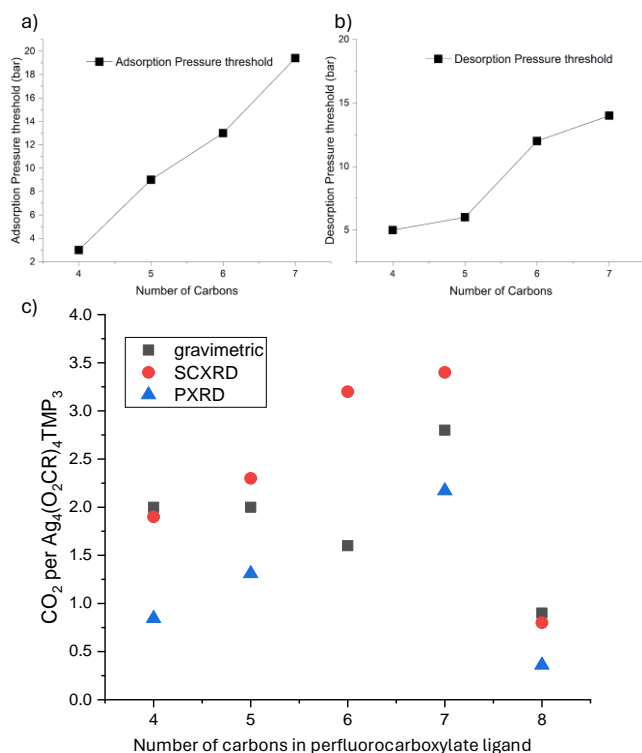 a)
Adsorption Pressure threshold (bar)
20
18
16
14
12
10
8
6
4
2
Adsorption Pressure threshold
4 5 6 7
Number of Carbons
b)
Desorption Pressure threshold (bar)
20
15
10
5
Desorption Pressure threshold
4 5 6 7
Number of Carbons
c)
CO₂ per Ag₄(O₂CR)₄TMP₃
4.0
3.5
3.0
2.5
2.0
1.5
1.0
0.5
0.0
gravimetric
SCXRD
PXRD
4 5 6 7 8
Number of carbons in perfluorocarboxylate ligand